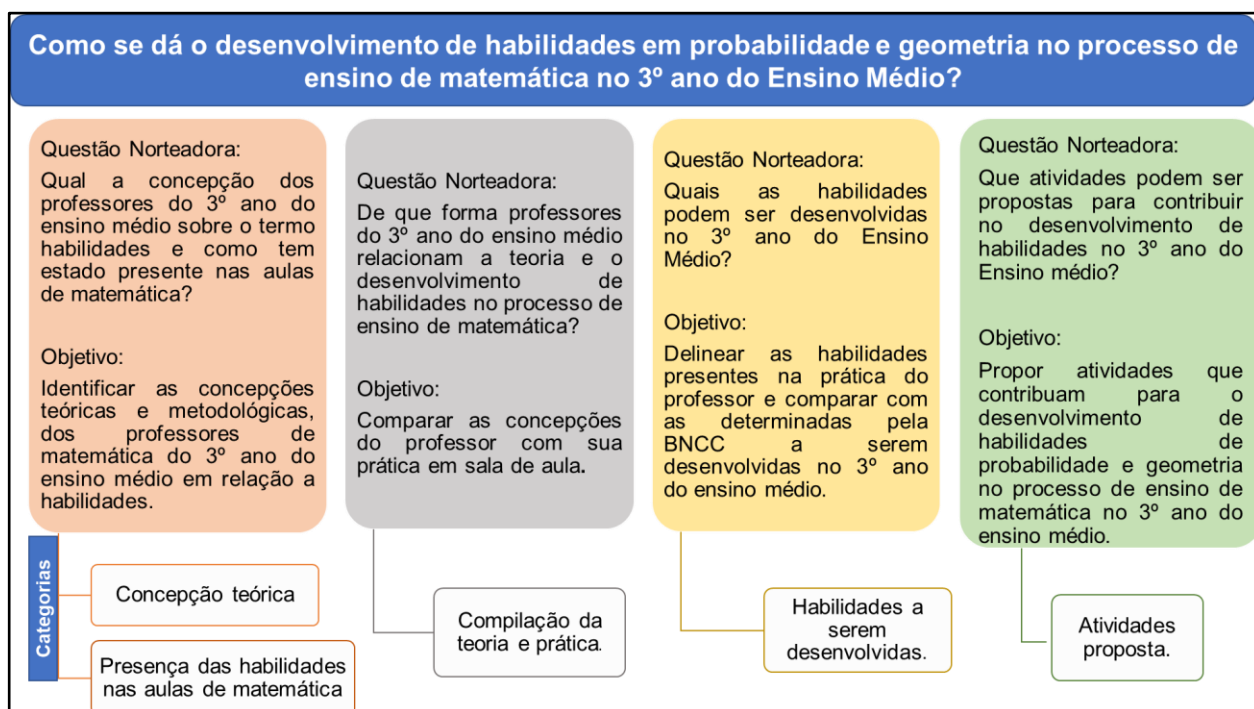 Como se dá o desenvolvimento de habilidades em probabilidade e geometria no processo de
ensino de matemática no 3º ano do Ensino Médio?
Questão Norteadora:
Qual a concepção dos
professores do 3º ano do
ensino médio sobre o termo
habilidades e como tem
estado presente nas aulas
de matemática?
Objetivo:
Identificar as concepções
teóricas e metodológicas,
dos professores de
matemática do 3º ano do
ensino médio em relação a
habilidades.
Questão Norteadora:
De que forma professores
do 3º ano do ensino médio
relacionam a teoria e o
desenvolvimento de
habilidades no processo de
ensino de matemática?
Objetivo:
Comparar as concepções
do professor com sua
prática em sala de aula.
Questão Norteadora:
Quais as habilidades
podem ser desenvolvidas
no 3º ano do Ensino
Médio?
Objetivo:
Delinear as habilidades
presentes na prática do
professor e comparar com
as determinadas pela
BNCC a serem
desenvolvidas no 3º ano
do ensino médio.
Questão Norteadora:
Que atividades podem ser
propostas para contribuir
no desenvolvimento de
habilidades no 3º ano do
Ensino médio?
Objetivo:
Propor atividades que
contribuam para o
desenvolvimento de
habilidades de
probabilidade e geometria
no processo de ensino de
matemática no 3º ano do
ensino médio.
Categorias
Concepção teórica
Presença das habilidades
nas aulas de matemática
Compilação da
teoria e prática.
Habilidades a
serem
desenvolvidas.
Atividades
proposta.